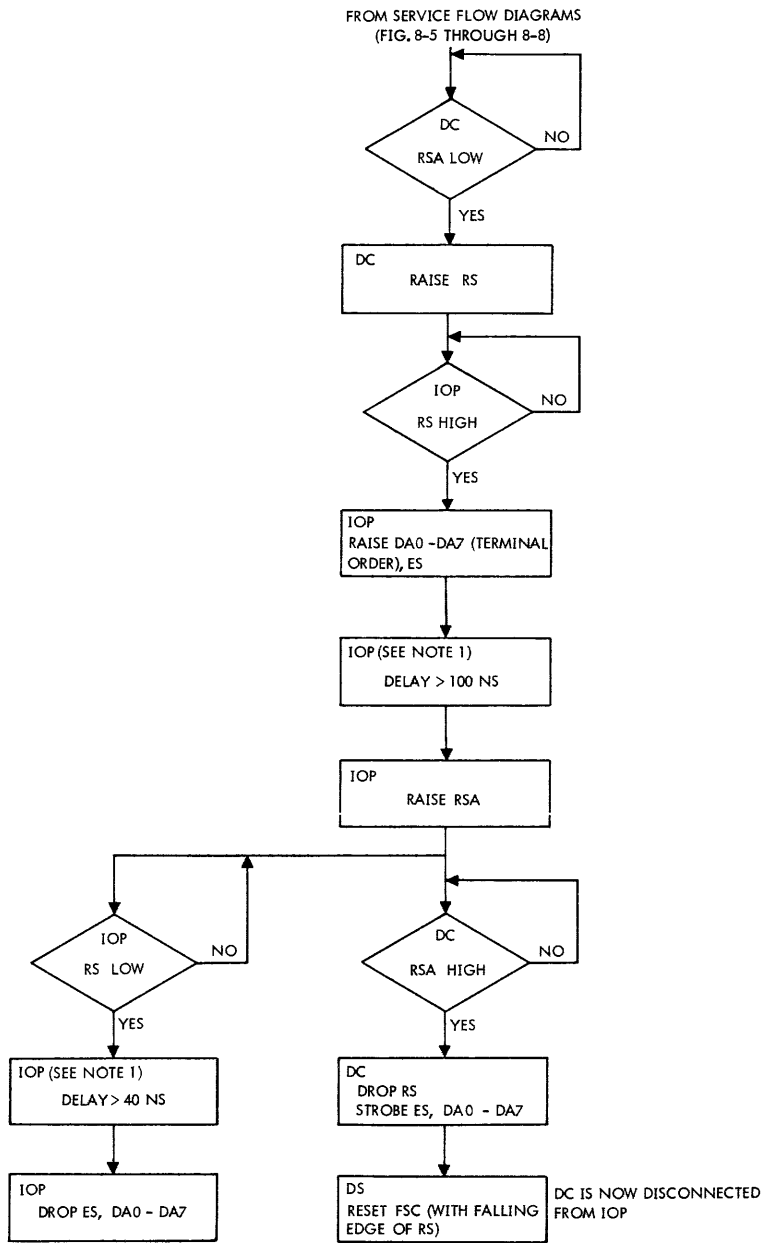 FROM SERVICE FLOW DIAGRAMS
(FIG. 8-5 THROUGH 8-8)
DC
RSA LOW
NO
YES
DC
RAISE RS
IOP
RS HIGH
NO
YES
IOP
RAISE DA0 -DA7 (TERMINAL
ORDER), ES
IOP (SEE NOTE 1)
DELAY > 100 NS
IOP
RAISE RSA
IOP
RS LOW
NO
YES
IOP (SEE NOTE 1)
DELAY > 40 NS
IOP
DROP ES, DA0 - DA7
DC
RSA HIGH
NO
YES
DC
DROP RS
STROBE ES, DA0 - DA7
DS
RESET FSC (WITH FALLING
EDGE OF RS)
DC IS NOW DISCONNECTED
FROM IOP